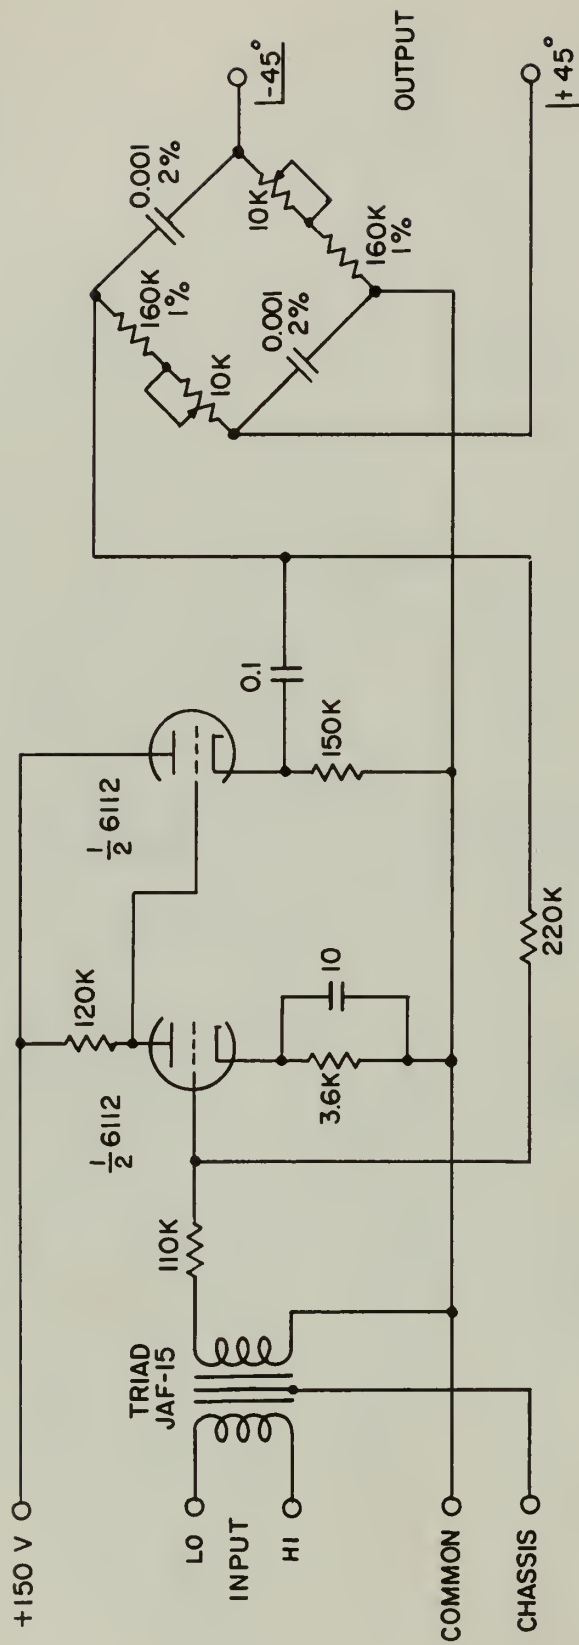 +150 V
1/2 6112
120K
1/2 6112
TRIAD
JAF-15
110K
LO
INPUT
HI
3.6K
10
0.1
150K
220K
COMMON
CHASSIS
160K
1%
10K
0.001
2%
0.001
2%
10K
160K
1%
|-45°
OUTPUT
|+45°